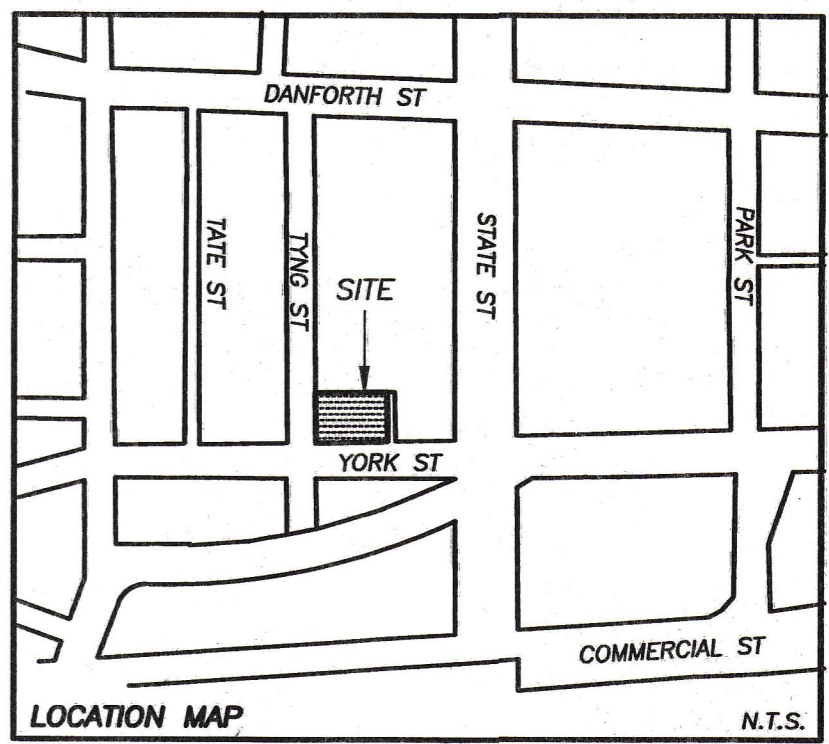 DANFORTH ST
TATE ST
TYNG ST
STATE ST
PARK ST
SITE
YORK ST
COMMERCIAL ST
LOCATION MAP
N.T.S.